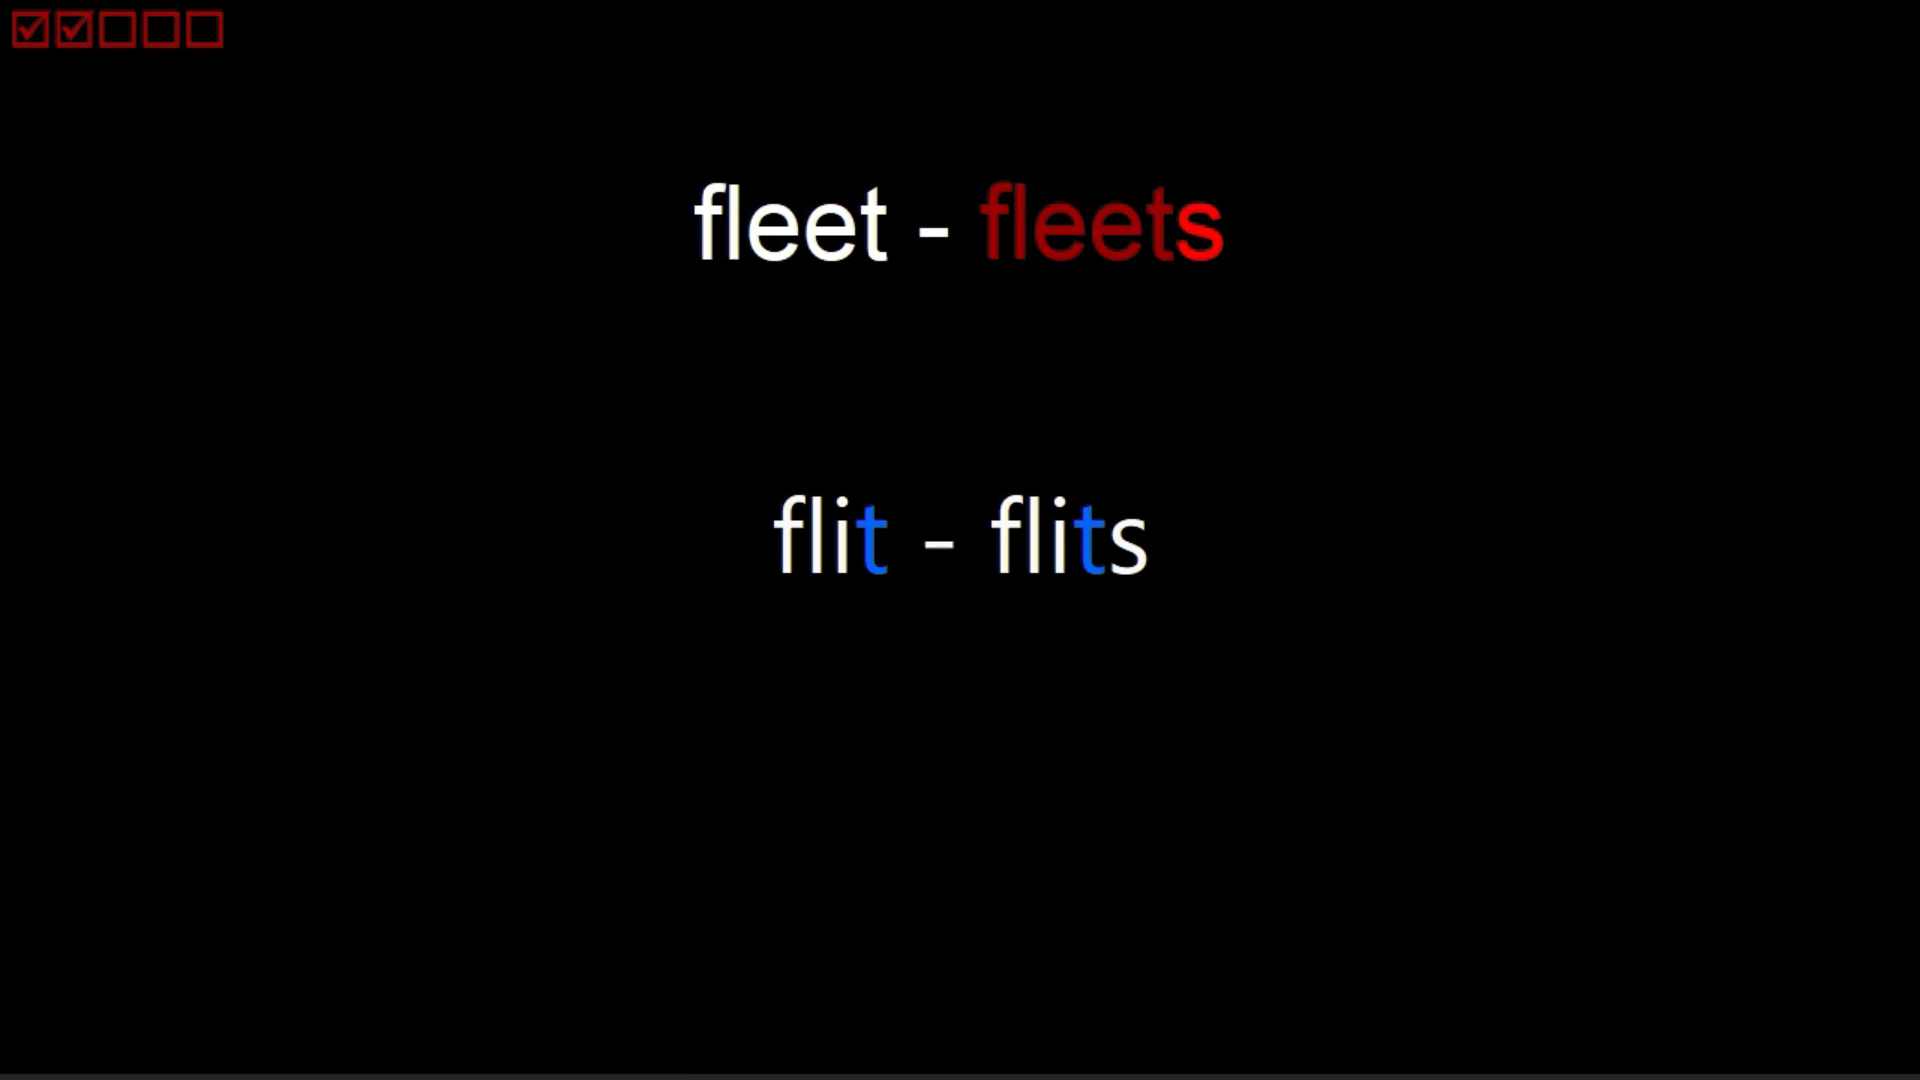 ☑☑☐☐☐
fleet - fleets
flit - flits